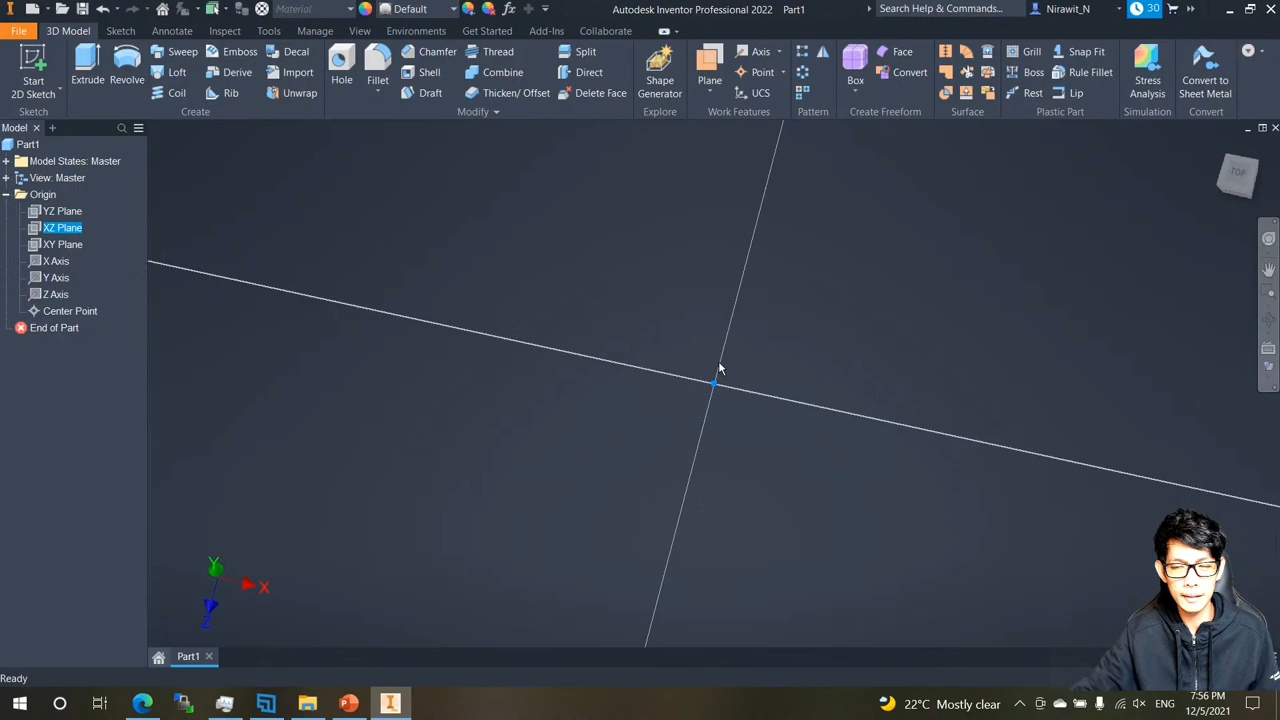 Material
Default
Autodesk Inventor Professional 2022
Part1
Search Help & Commands...
Nirawit_N
30
File
3D Model
Sketch
Annotate
Inspect
Tools
Manage
View
Environments
Get Started
Add-Ins
Collaborate
Start
2D Sketch
Extrude
Revolve
Sweep
Emboss
Decal
Loft
Derive
Import
Coil
Rib
Unwrap
Hole
Fillet
Chamfer
Thread
Split
Shell
Combine
Direct
Draft
Thicken/ Offset
Delete Face
Shape
Generator
Plane
Axis
Point
UCS
Box
Face
Convert
Grill
Snap Fit
Boss
Rule Fillet
Rest
Lip
Stress
Analysis
Convert to
Sheet Metal
Sketch
Create
Modify
Explore
Work Features
Pattern
Create Freeform
Surface
Plastic Part
Simulation
Convert
Model
Part1
Model States: Master
View: Master
Origin
YZ Plane
XZ Plane
XY Plane
X Axis
Y Axis
Z Axis
Center Point
End of Part
TOP
Y
X
Z
Part1
Ready
22°C Mostly clear
7:56 PM
12/5/2021